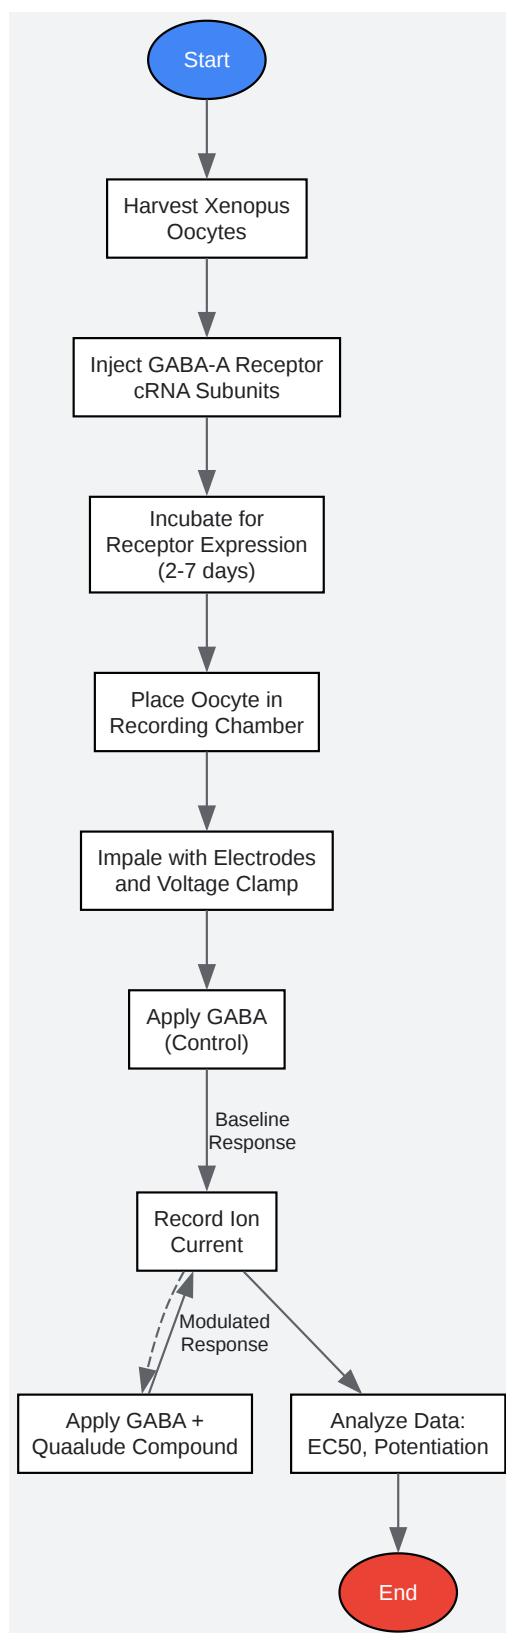 Start
Harvest Xenopus
Oocytes
Inject GABA-A Receptor
cRNA Subunits
Incubate for
Receptor Expression
(2-7 days)
Place Oocyte in
Recording Chamber
Impale with Electrodes
and Voltage Clamp
Apply GABA
(Control)
Baseline
Response
Record Ion
Current
Modulated
Response
Apply GABA +
Quaalude Compound
Analyze Data:
EC50, Potentiation
End